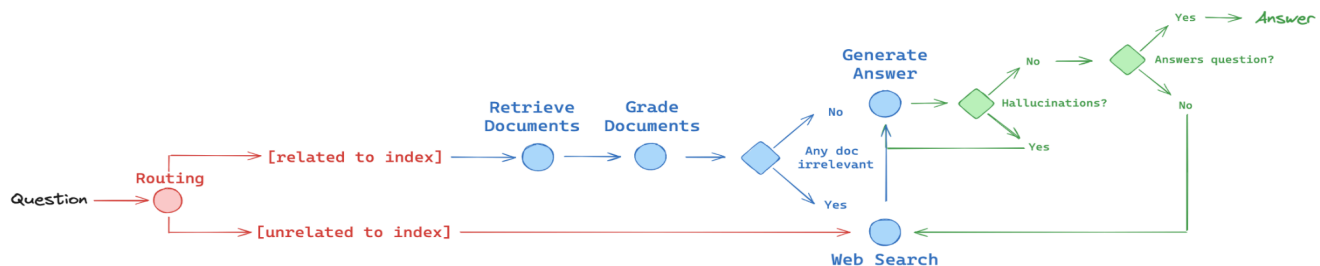 Question
Routing
[related to index]
[unrelated to index]
Retrieve
Documents
Grade
Documents
Any doc
irrelevant
No
Yes
Generate
Answer
Web Search
Hallucinations?
No
Yes
Answers question?
Yes
No
Answer